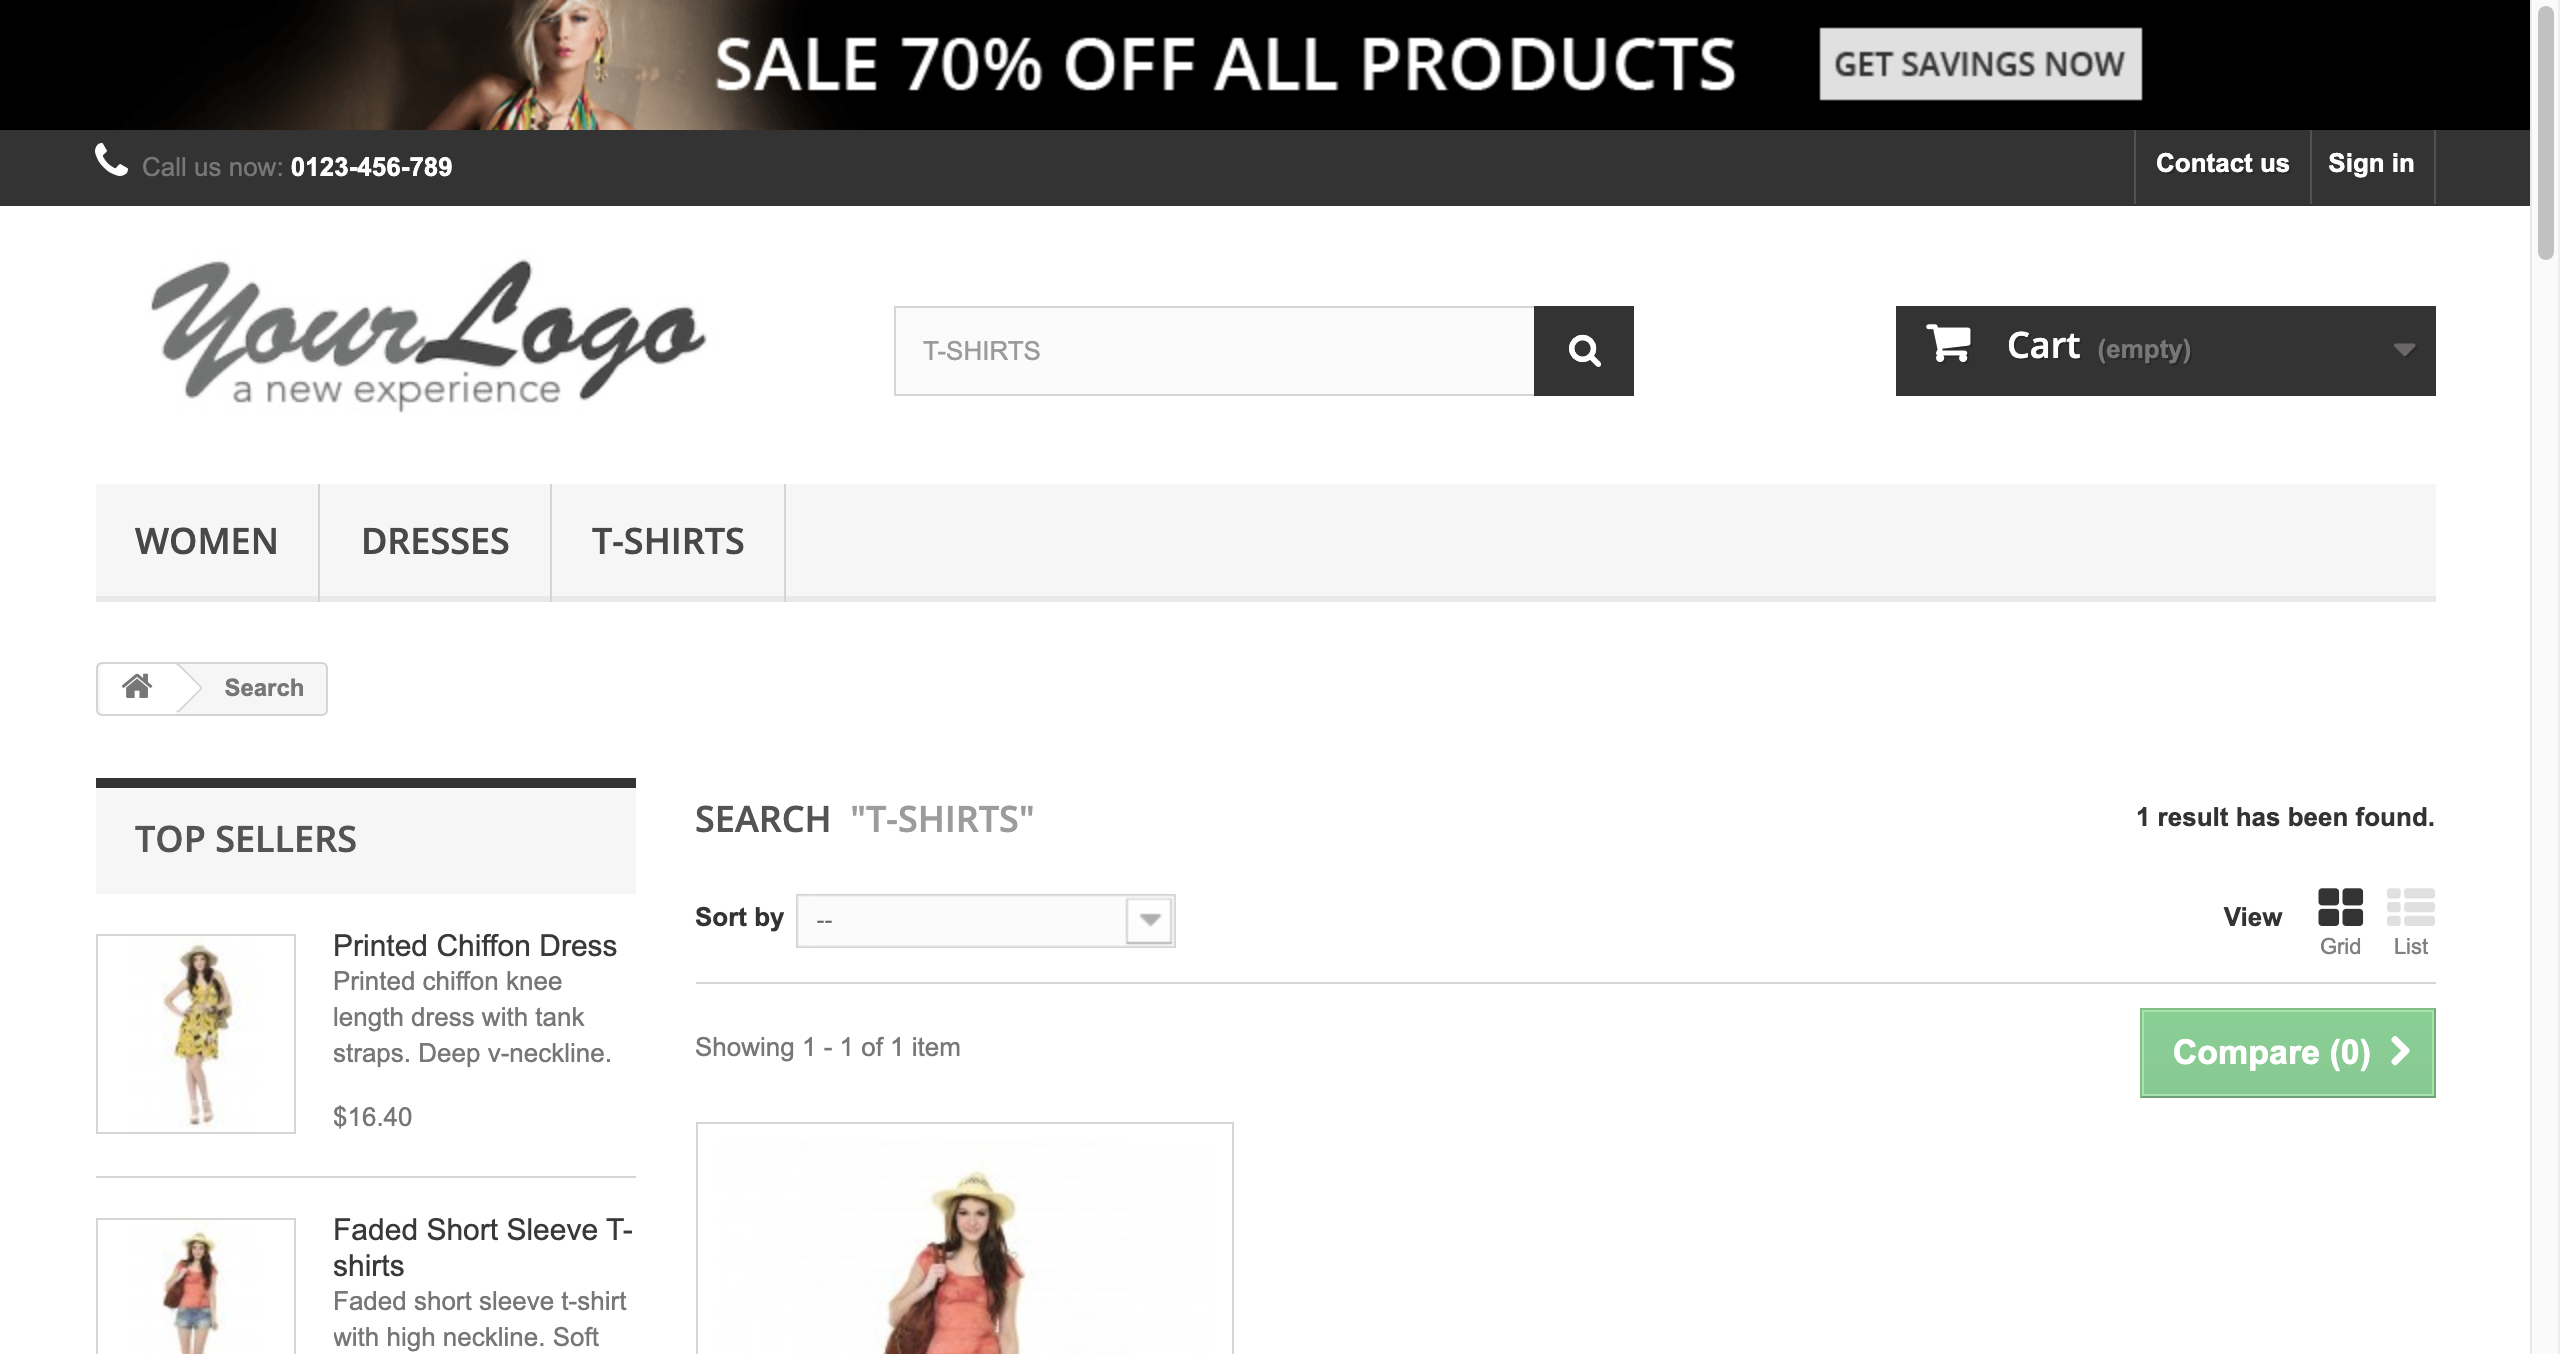 SALE 70% OFF ALL PRODUCTS
GET SAVINGS NOW
Call us now: 0123-456-789
Contact us
Sign in
Your Logo
a new experience
T-SHIRTS
Cart (empty)
WOMEN
DRESSES
T-SHIRTS
Search
TOP SELLERS
Printed Chiffon Dress
Printed chiffon knee
length dress with tank
straps. Deep v-neckline.
$16.40
Faded Short Sleeve T-
shirts
Faded short sleeve t-shirt
with high neckline. Soft
SEARCH "T-SHIRTS"
1 result has been found.
Sort by --
View
Grid
List
Showing 1 - 1 of 1 item
Compare (0)